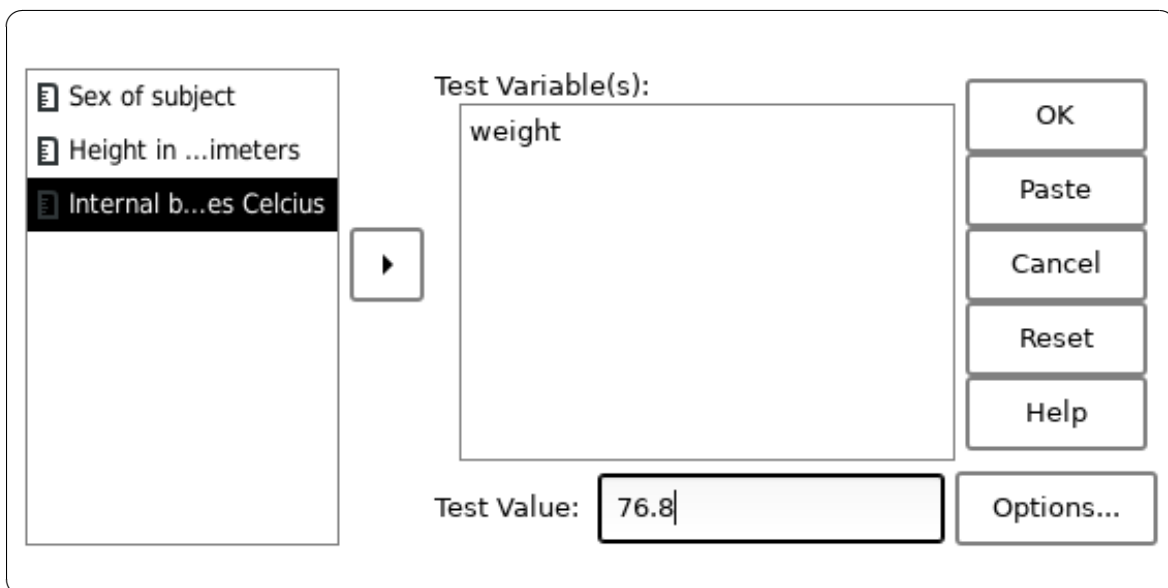 Sex of subject
Height in ...imeters
Internal b...es Celcius
Test Variable(s):
weight
Test Value: 76.8
OK
Paste
Cancel
Reset
Help
Options...